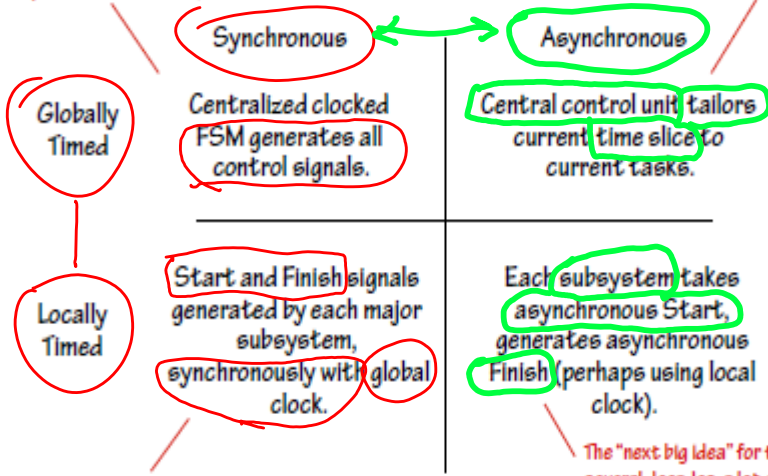 Synchronous
Asynchronous
Globally
Timed
Centralized clocked
FSM generates all
control signals.
Central control unit tailors
current time slice to
current tasks.
Locally
Timed
Start and Finish signals
generated by each major
subsystem,
synchronously with global
clock.
Each subsystem takes
asynchronous Start,
generates asynchronous
Finish (perhaps using local
clock).
The "next big idea" for